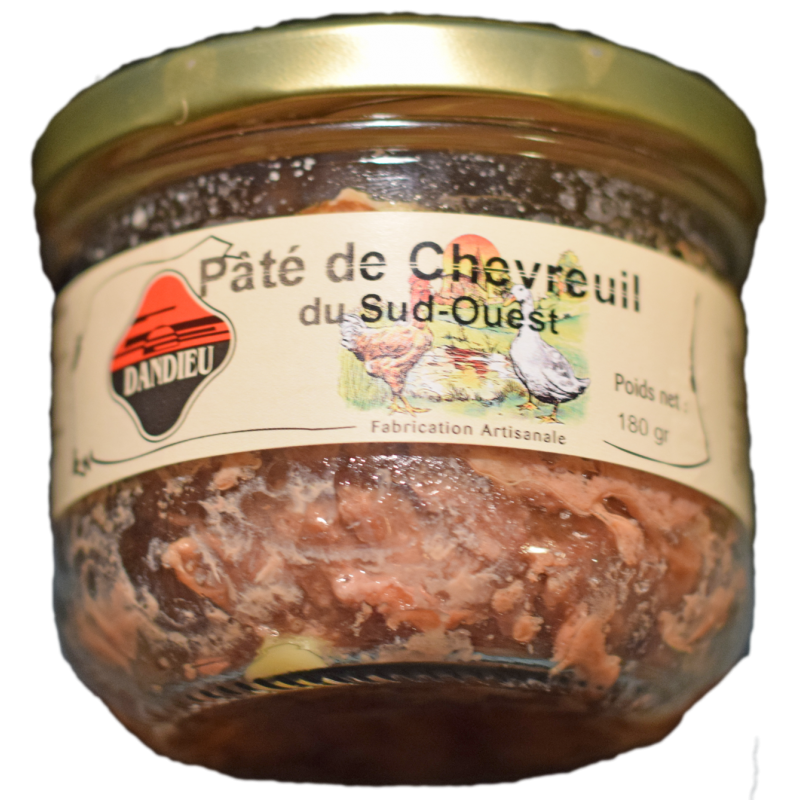 Pâté de Chevreuil
du Sud-Ouest
DANDIEU
Poids net :
180 gr
Fabrication Artisanale